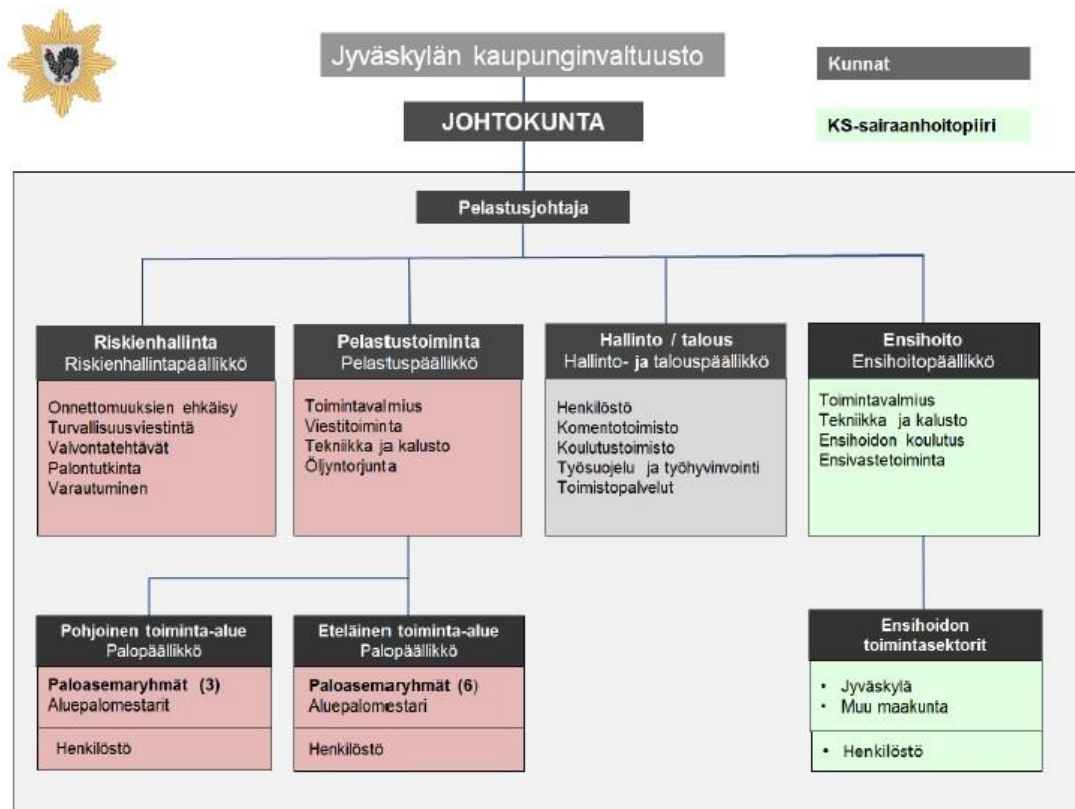 Jyväskylän kaupunginvaltuusto
Kunnat
JOHTOKUNTA
KS-sairaanhoitopiiri
Pelastusjohtaja
Riskienhallinta
Riskienhallintapäällikkö
Onnettomuuksien ehkäisy
Turvallisuusviestintä
Valvontatehtävät
Palontutkinta
Varautuminen
Pelastustoiminta
Pelastuspäällikkö
Toimintavalmius
Viestitoiminta
Tekniikka ja kalusto
Öljyntorjunta
Hallinto / talous
Hallinto- ja talouspäällikkö
Henkilöstö
Komentotoimisto
Koulutustoimisto
Työsuojelu ja työhyvinvointi
Toimistopalvelut
Ensihoito
Ensihoitopäällikkö
Toimintavalmius
Tekniikka ja kalusto
Ensihoidon koulutus
Ensivastetoiminta
Pohjoinen toiminta-alue
Palopäällikkö
Paloasemaryhmät (3)
Aluepalomestarit
Henkilöstö
Eteläinen toiminta-alue
Palopäällikkö
Paloasemaryhmät (6)
Aluepalomestari
Henkilöstö
Ensihoidon
toimintasektorit
• Jyväskylä
• Muu maakunta
• Henkilöstö